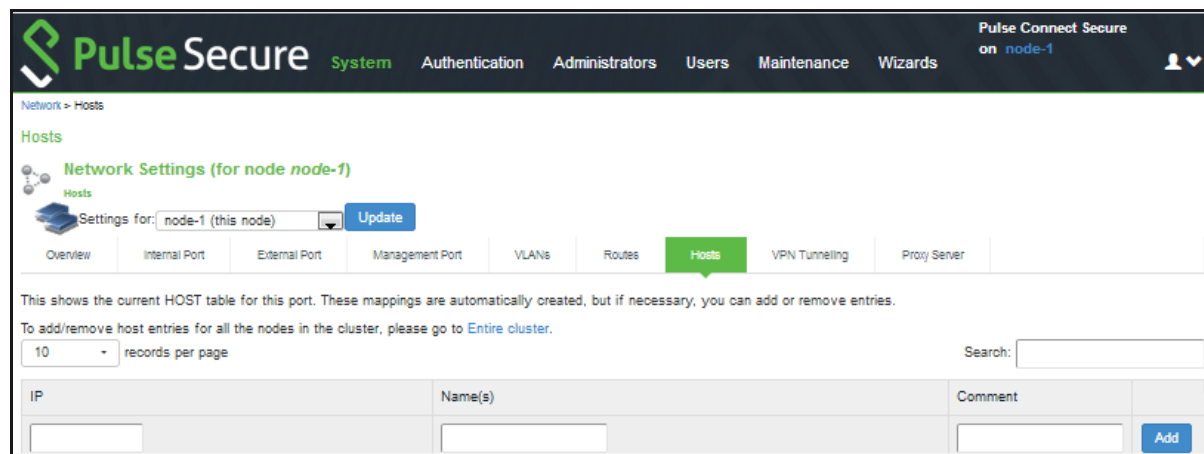 Pulse Secure
System Authentication Administrators Users Maintenance Wizards
Pulse Connect Secure
on node-1
Network > Hosts
Hosts
Network Settings (for node node-1)
Hosts
Settings for: node-1 (this node) Update
Overview Internal Port External Port Management Port VLANs Routes Hosts VPN Tunneling Proxy Server
This shows the current HOST table for this port. These mappings are automatically created, but if necessary, you can add or remove entries.
To add/remove host entries for all the nodes in the cluster, please go to Entire cluster.
10 records per page Search:
IP Name(s) Comment
Add